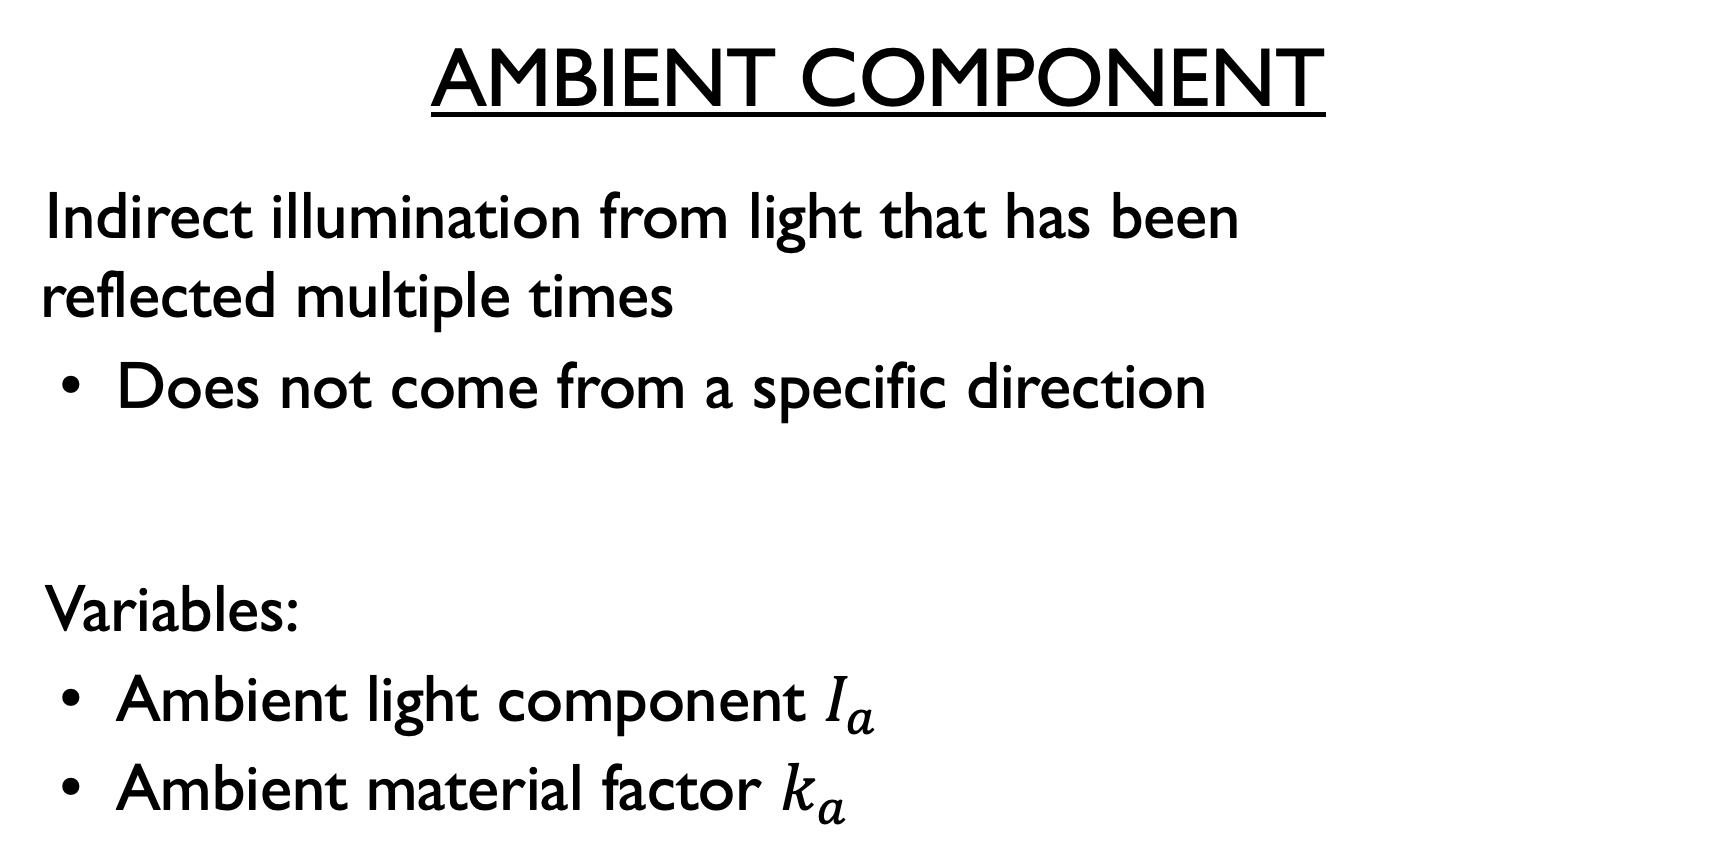 AMBIENT COMPONENT
Indirect illumination from light that has been
reflected multiple times
• Does not come from a specific direction
Variables:
• Ambient light component Iₐ
• Ambient material factor kₐ